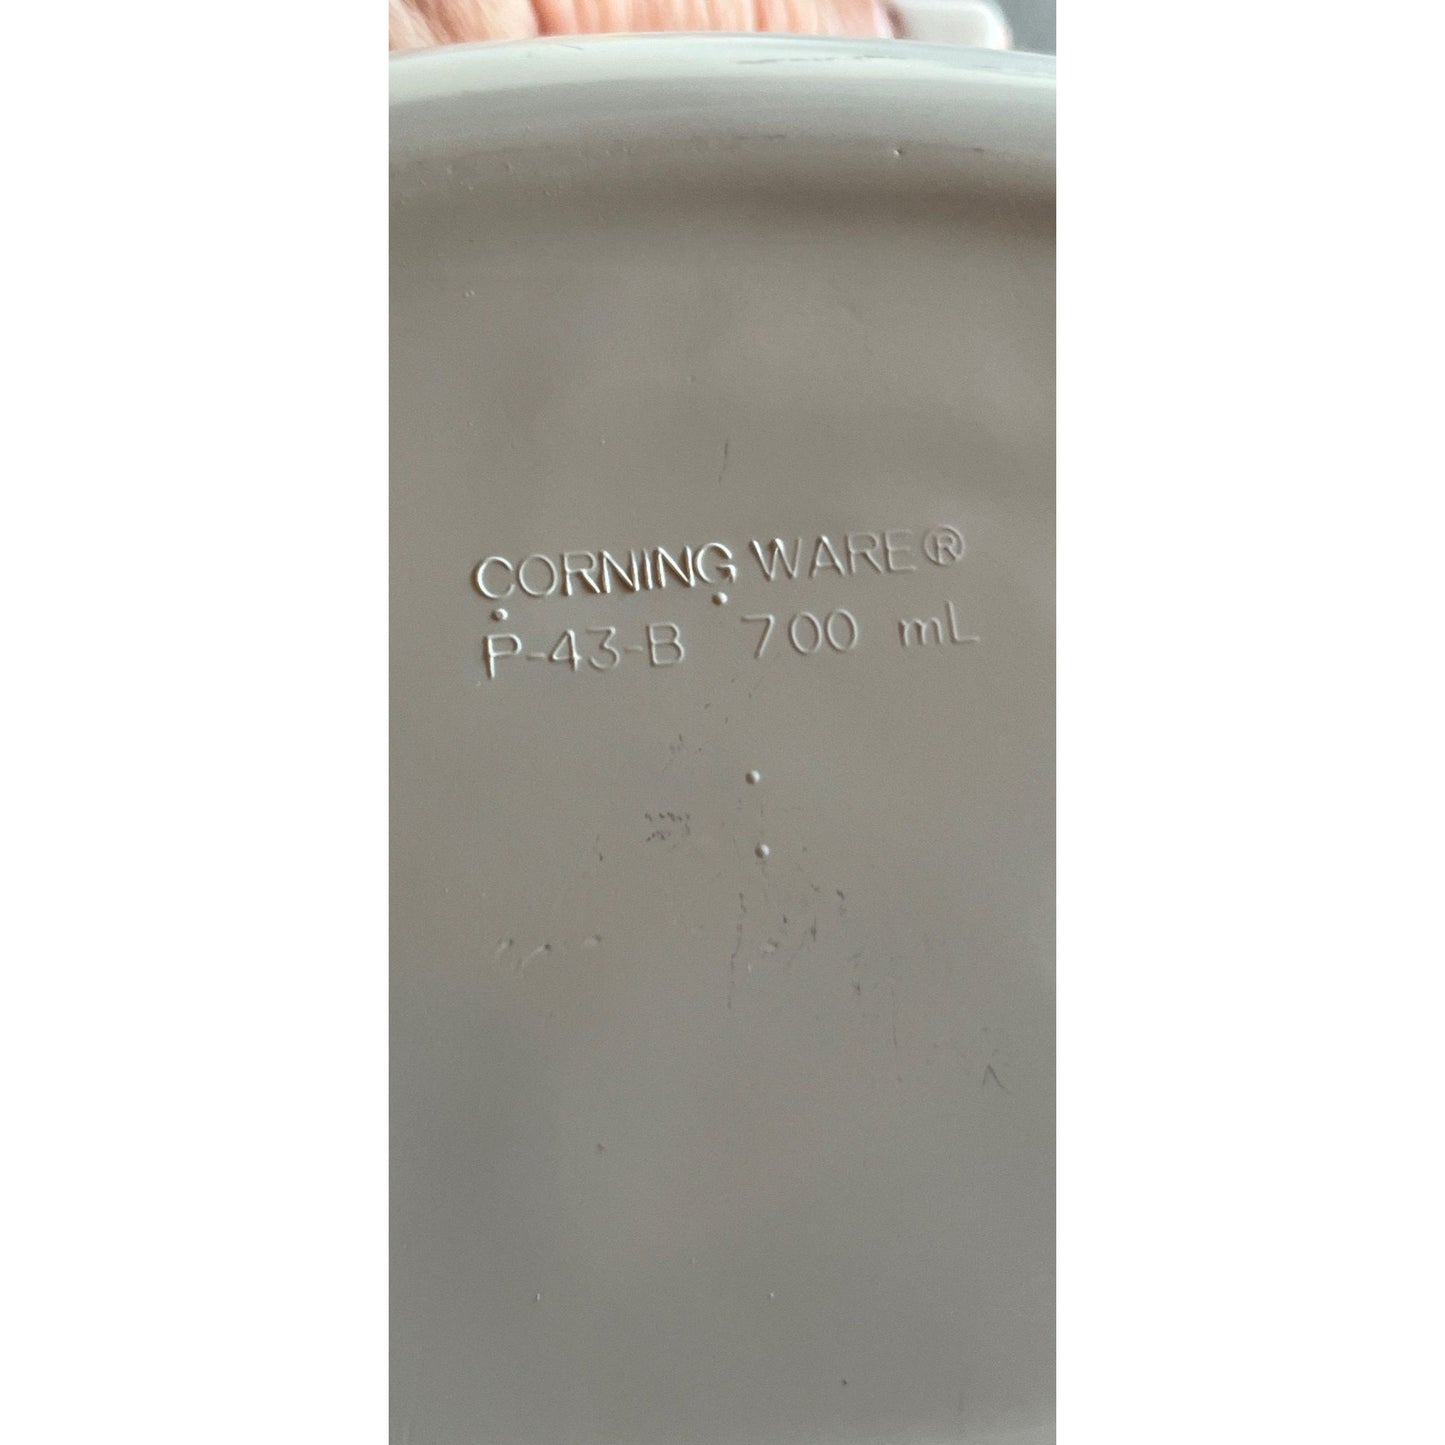 CORNING WARE®
P-43-B 700 mL